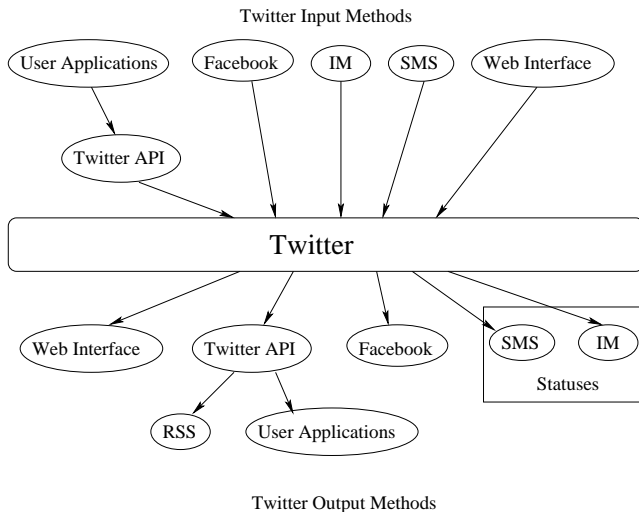 Twitter Input Methods
User Applications
Facebook
IM
SMS
Web Interface
Twitter API
Twitter
Web Interface
Twitter API
Facebook
SMS
IM
Statuses
RSS
User Applications
Twitter Output Methods